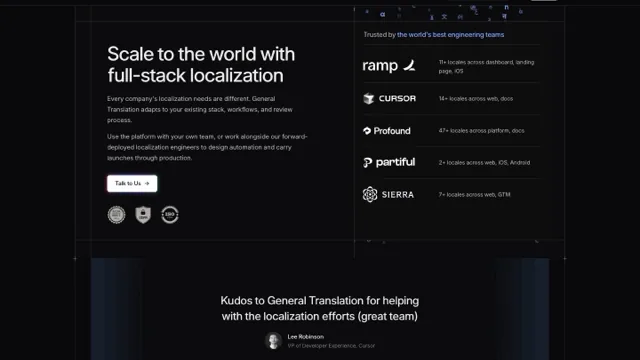 Scale to the world with
full-stack localization
Every company's localization needs are different. General
Translation adapts to your existing stack, workflows, and review
process.
Use the platform with your own team, or work alongside our forward-
deployed localization engineers to design automation and carry
launches through production.
Talk to Us →
Trusted by the world's best engineering teams
ramp
11+ locales across dashboard, landing
page, iOS
CURSOR
14+ locales across web, docs
Profound
47+ locales across platform, docs
partiful
2+ locales across web, iOS, Android
SIERRA
7+ locales across web, GTM
Kudos to General Translation for helping
with the localization efforts (great team)
Lee Robinson
VP of Developer Experience, Cursor